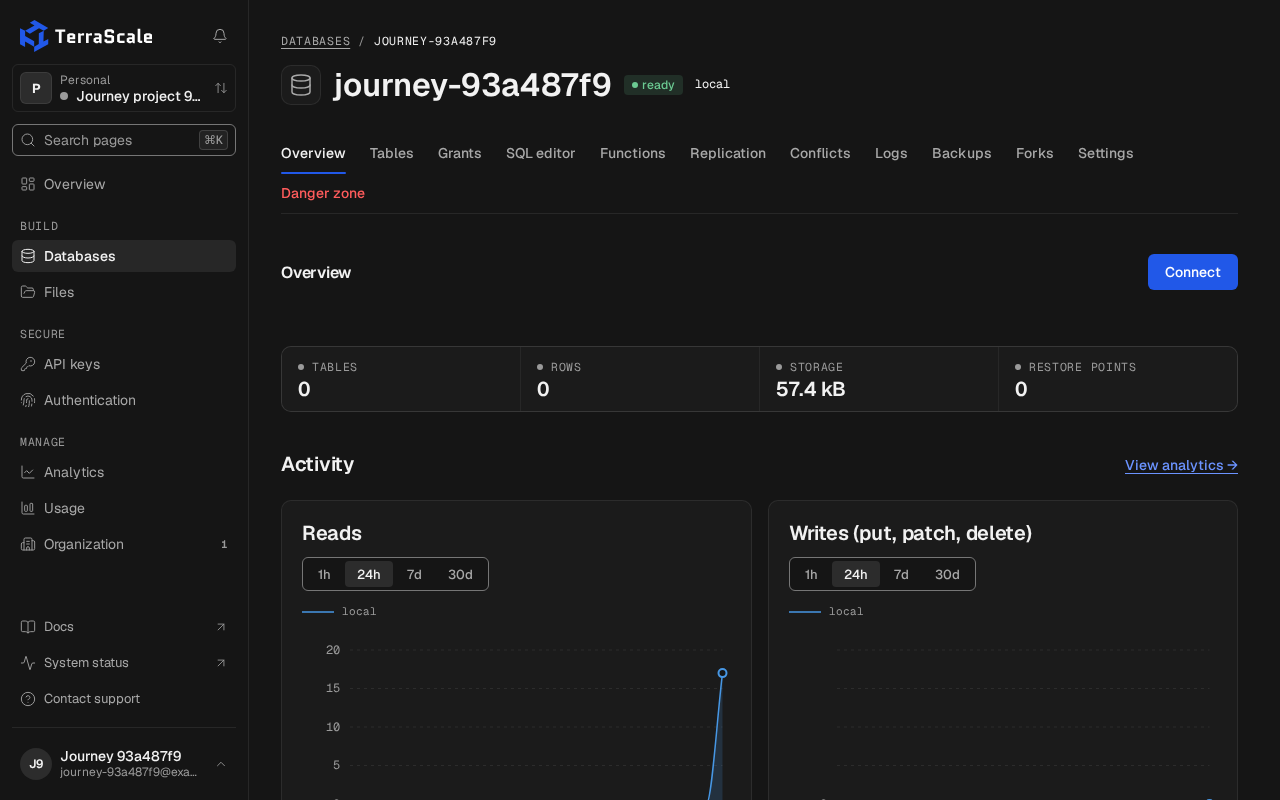 TerraScale
P
Personal
Journey project 9...
Search pages
⌘K
Overview
BUILD
Databases
Files
SECURE
API keys
Authentication
MANAGE
Analytics
Usage
Organization
1
Docs
System status
Contact support
J9
Journey 93a487f9
journey-93a487f9@exa...
DATABASES / JOURNEY-93A487F9
journey-93a487f9
ready
local
Overview
Tables
Grants
SQL editor
Functions
Replication
Conflicts
Logs
Backups
Forks
Settings
Danger zone
Overview
Connect
TABLES
0
ROWS
0
STORAGE
57.4 kB
RESTORE POINTS
0
Activity
View analytics →
Reads
1h
24h
7d
30d
local
20
15
10
5
Writes (put, patch, delete)
1h
24h
7d
30d
local